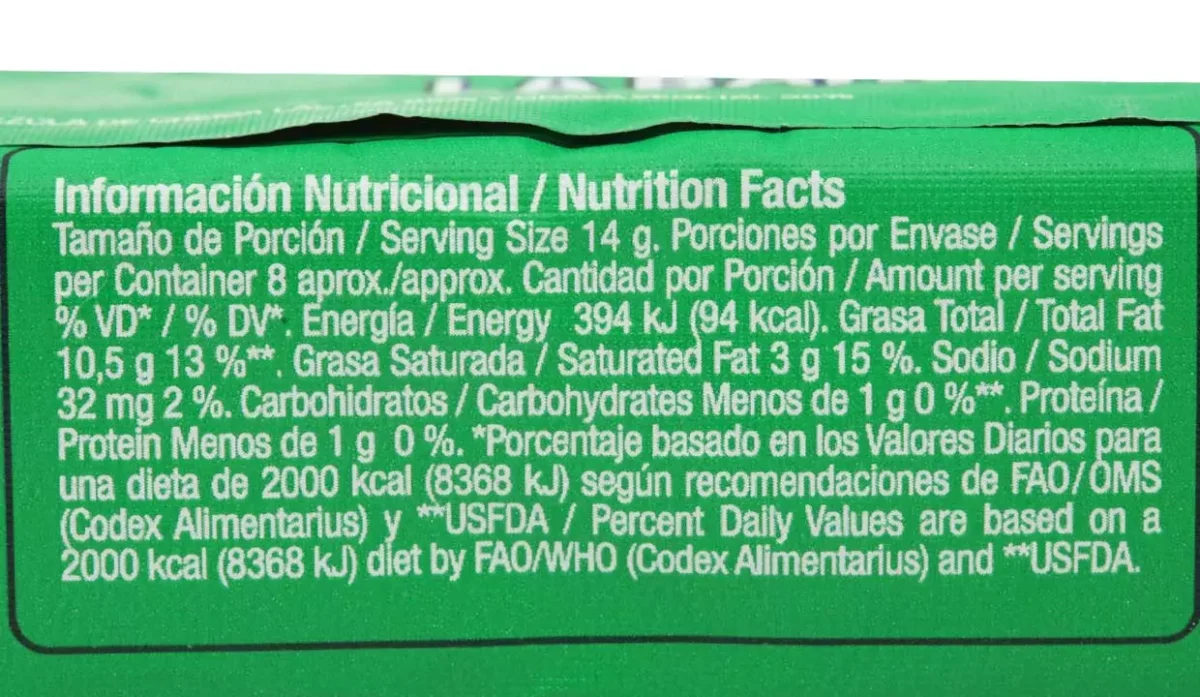 Información Nutricional / Nutrition Facts
Tamaño de Porción / Serving Size 14 g. Porciones por Envase / Servings
per Container 8 aprox./approx. Cantidad por Porción / Amount per serving
% VD* / % DV*. Energía / Energy 394 kJ (94 kcal). Grasa Total / Total Fat
10,5 g 13 %**. Grasa Saturada / Saturated Fat 3 g 15 %. Sodio / Sodium
32 mg 2 %. Carbohidratos / Carbohydrates Menos de 1 g 0 %**. Proteína /
Protein Menos de 1 g 0 %. *Porcentaje basado en los Valores Diarios para
una dieta de 2000 kcal (8368 kJ) según recomendaciones de FAO/OMS
(Codex Alimentarius) y **USFDA / Percent Daily Values are based on a
2000 kcal (8368 kJ) diet by FAO/WHO (Codex Alimentarius) and **USFDA.